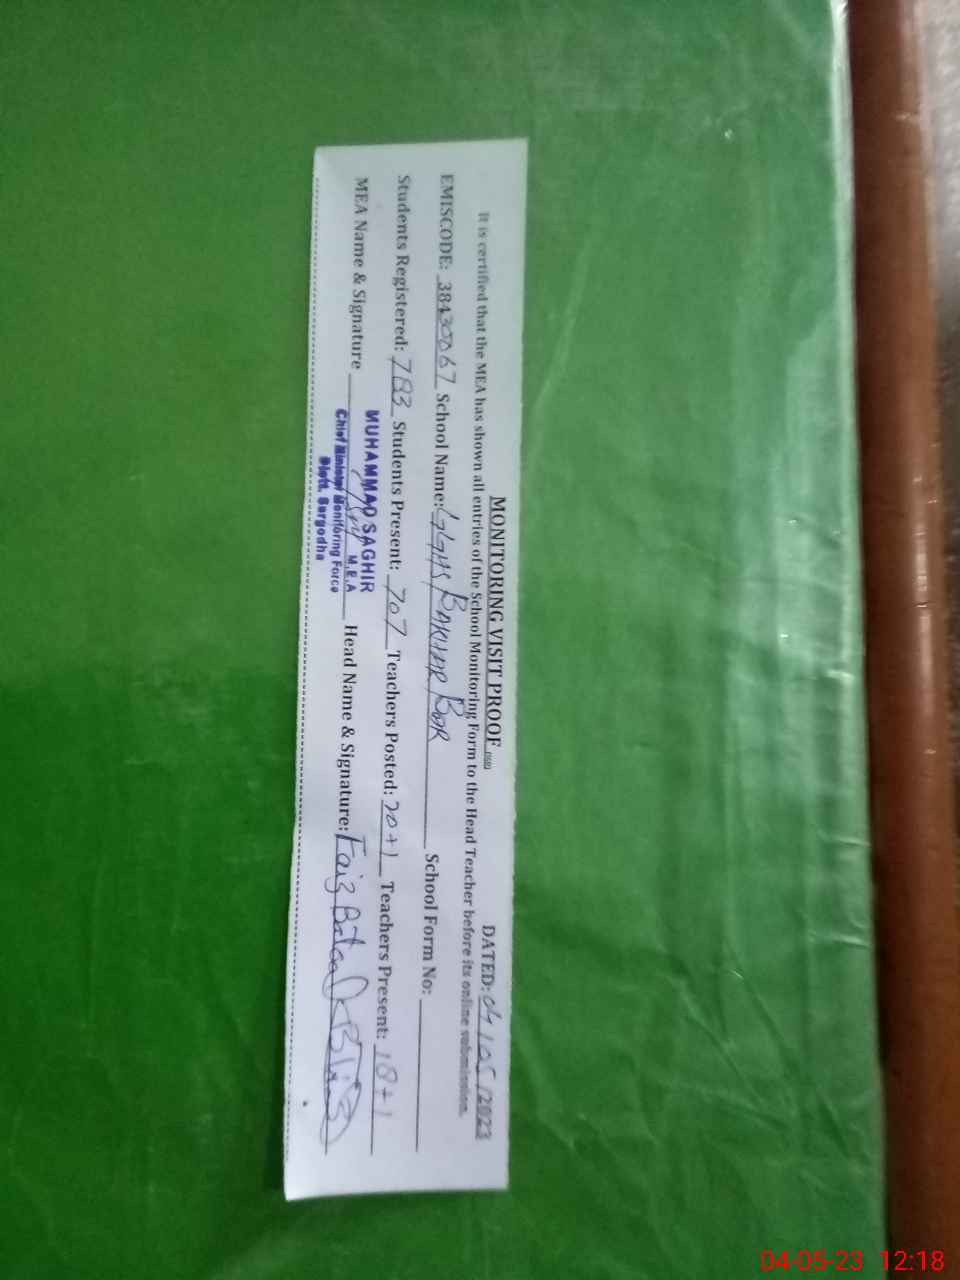 MONITORING VISIT PROOF (SSR)
DATED: 04/05/2023
It is certified that the MEA has shown all entries of the School Monitoring Form to the Head Teacher before its online submission.
EMISCODE: 38430067 School Name: GGHS BAKHAR BAR School Form No:
Students Registered: 783 Students Present: 707 Teachers Posted: 20+1 Teachers Present: 18+1
MEA Name & Signature Head Name & Signature: Faiz
MUHAMMAD SAGHIR
M.E.A
Chief Minister Monitoring Force
Distt. Sargodha
04-05-23 12:18